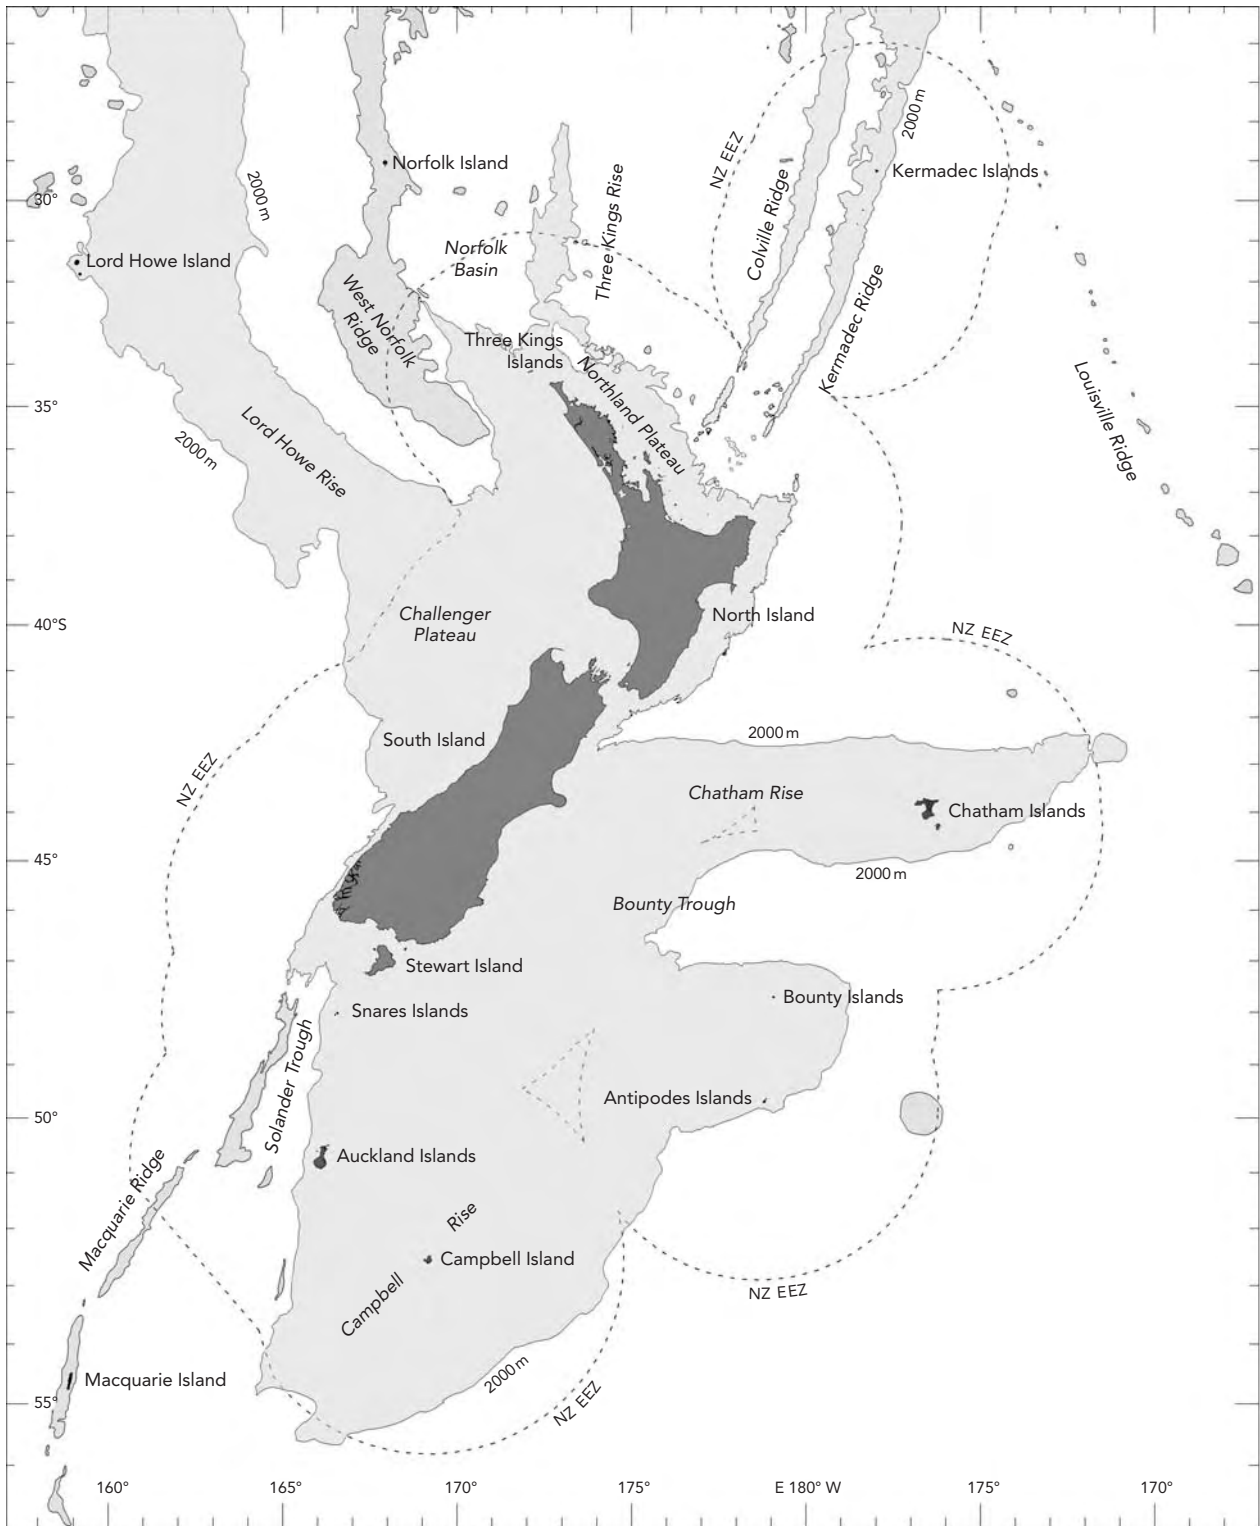 NZ EEZ
2000 m
Norfolk Island
Kermadec Islands
30°
2000 m
Three Kings Rise
Colville Ridge
Norfolk
Basin
Lord Howe Island
West Norfolk
Ridge
Kermadec Ridge
Three Kings
Islands
Northland Plateau
Louisville Ridge
35°
Lord Howe Rise
2000 m
North Island
Challenger
Plateau
40°S
NZ EEZ
South Island
2000 m
NZ EEZ
Chatham Rise
Chatham Islands
45°
2000 m
Bounty Trough
Stewart Island
Bounty Islands
Snares Islands
Solander Trough
Antipodes Islands
50°
Auckland Islands
Macquarie Ridge
Rise
Campbell Island
Campbell
NZ EEZ
Macquarie Island
2000 m
NZ EEZ
55°
160°
165°
170°
175°
E 180° W
175°
170°